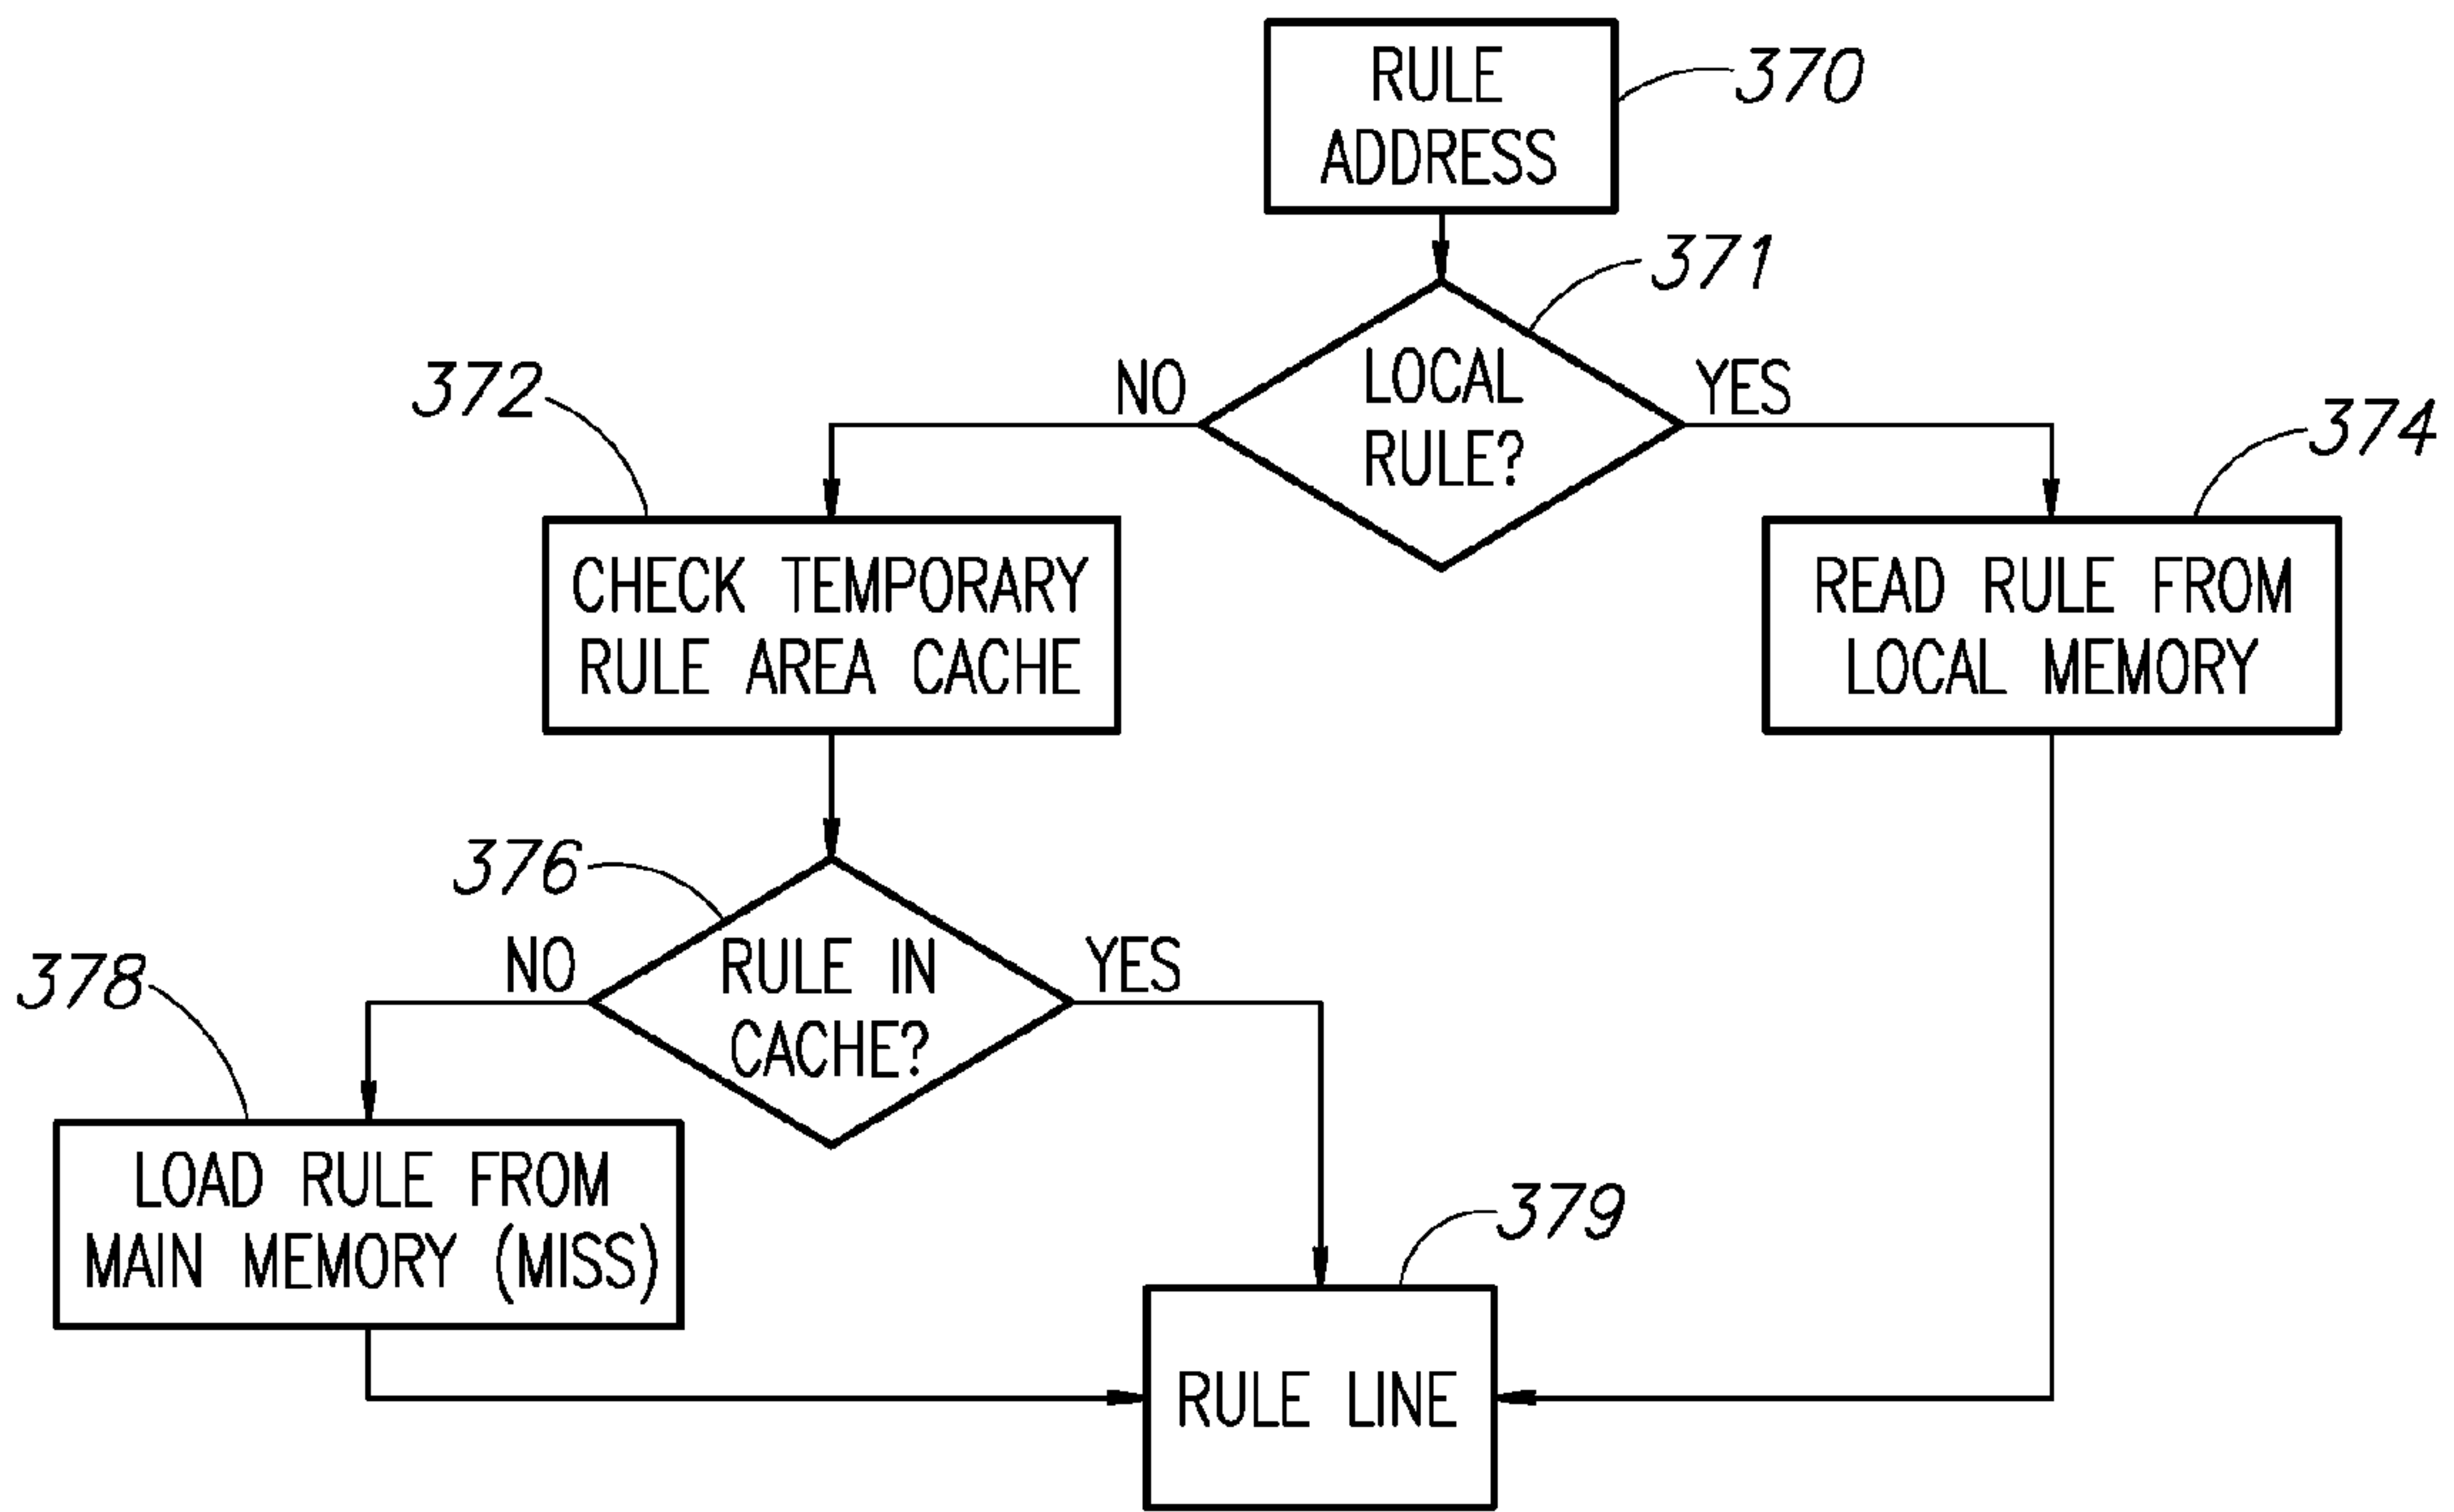 RULE
ADDRESS
370
371
LOCAL
RULE?
NO
YES
372
374
CHECK TEMPORARY
RULE AREA CACHE
READ RULE FROM
LOCAL MEMORY
376
RULE IN
CACHE?
NO
YES
378
LOAD RULE FROM
MAIN MEMORY (MISS)
379
RULE LINE